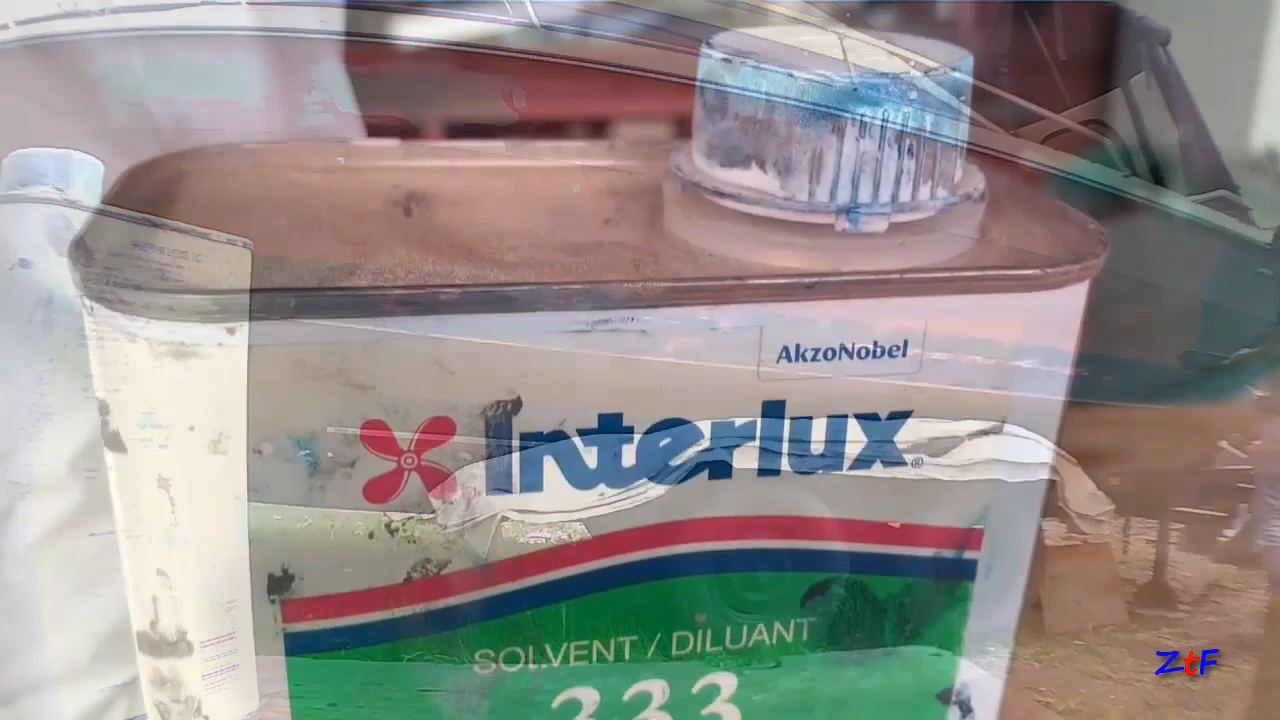 AkzoNobel
Interlux®
SOLVENT / DILUANT
333
ZtF